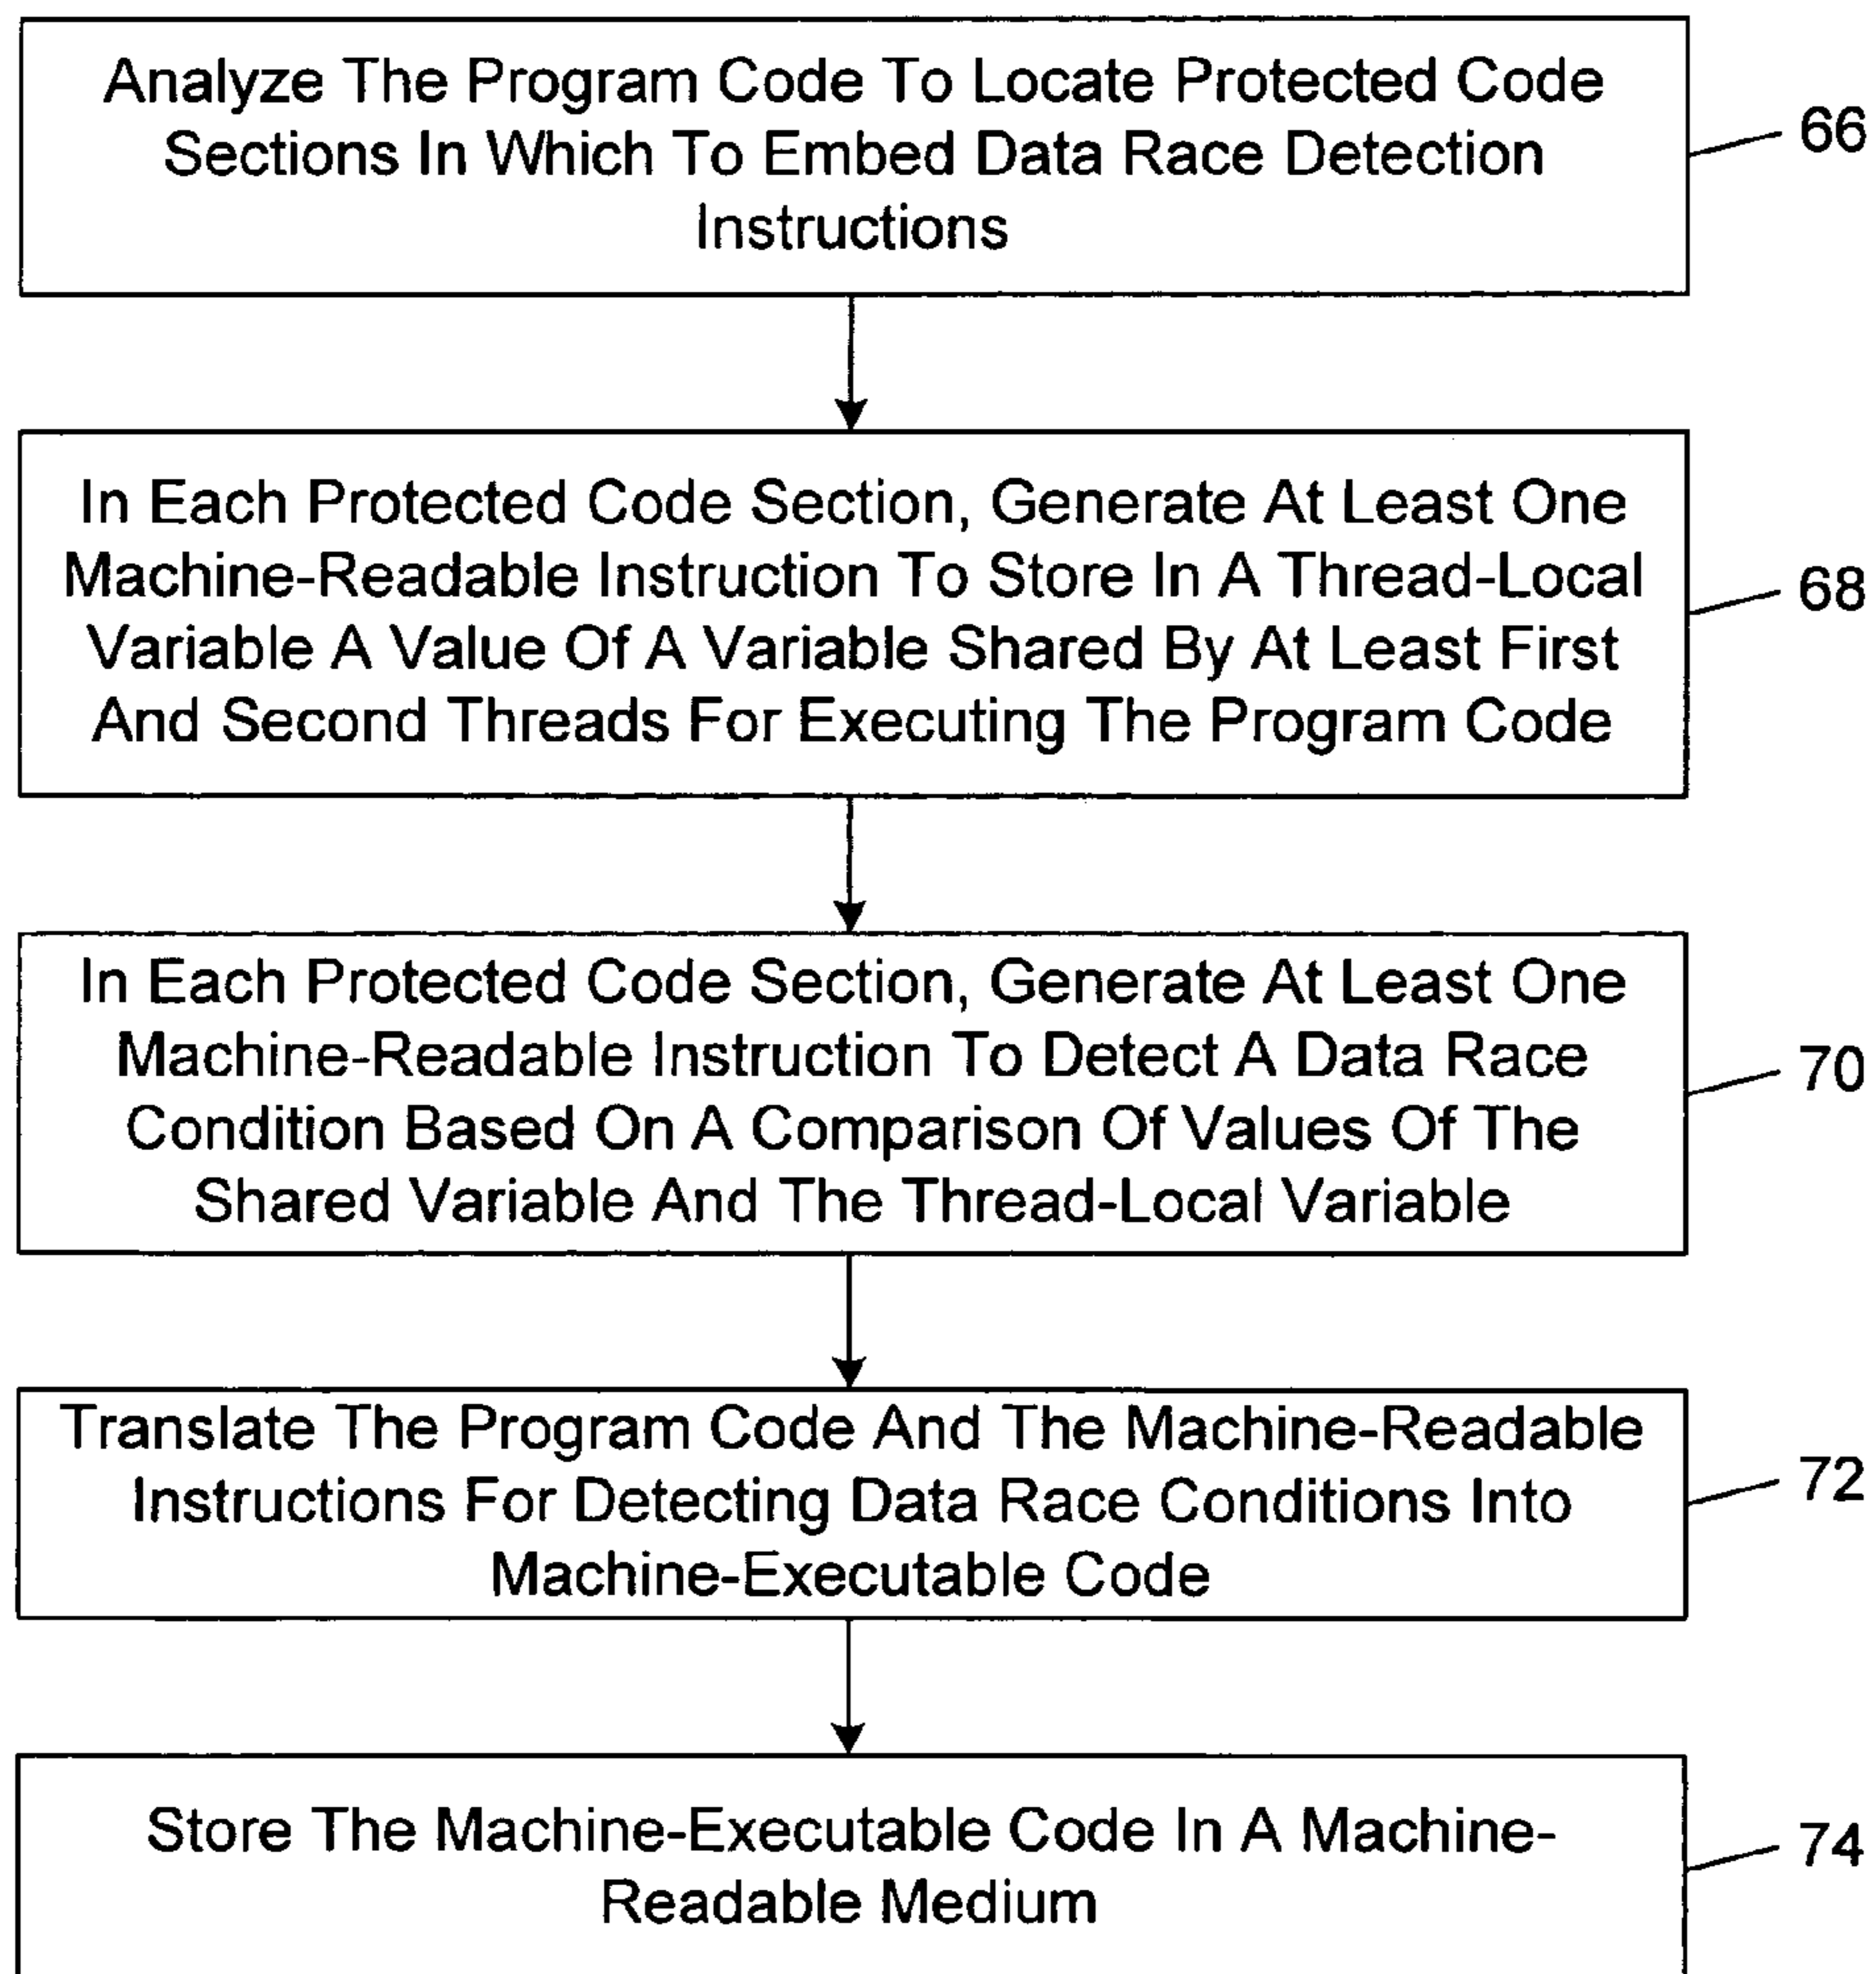 Analyze The Program Code To Locate Protected Code
Sections In Which To Embed Data Race Detection
Instructions
66
In Each Protected Code Section, Generate At Least One
Machine-Readable Instruction To Store In A Thread-Local
Variable A Value Of A Variable Shared By At Least First
And Second Threads For Executing The Program Code
68
In Each Protected Code Section, Generate At Least One
Machine-Readable Instruction To Detect A Data Race
Condition Based On A Comparison Of Values Of The
Shared Variable And The Thread-Local Variable
70
Translate The Program Code And The Machine-Readable
Instructions For Detecting Data Race Conditions Into
Machine-Executable Code
72
Store The Machine-Executable Code In A Machine-
Readable Medium
74